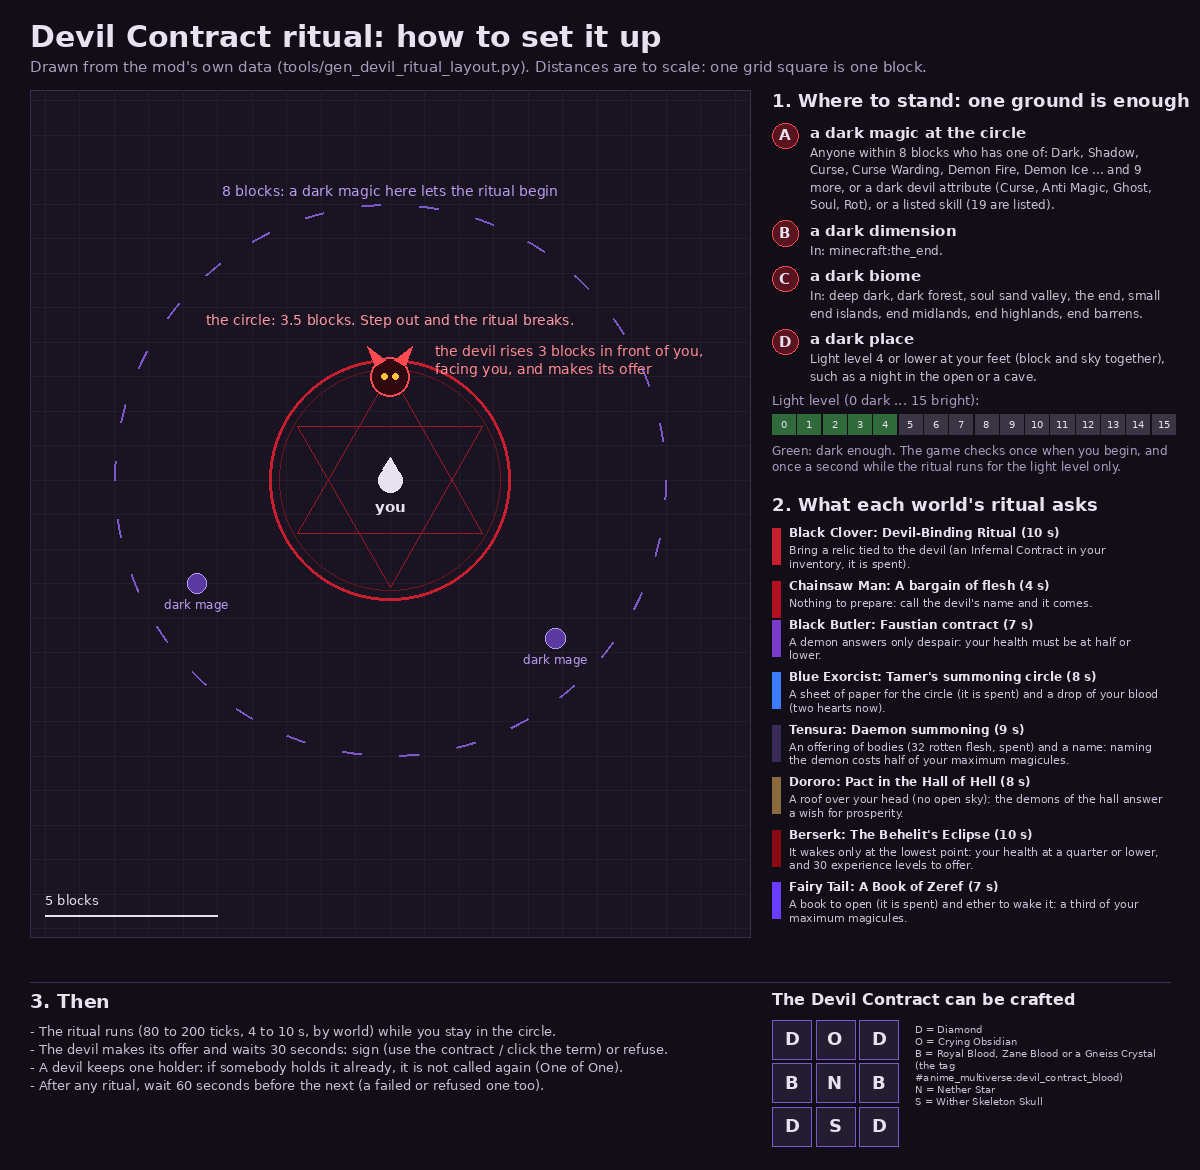 Devil Contract ritual: how to set it up
Drawn from the mod's own data (tools/gen_devil_ritual_layout.py). Distances are to scale: one grid square is one block.
8 blocks: a dark magic here lets the ritual begin
the circle: 3.5 blocks. Step out and the ritual breaks.
the devil rises 3 blocks in front of you,
facing you, and makes its offer
you
dark mage
dark mage
5 blocks
1. Where to stand: one ground is enough
A
a dark magic at the circle
Anyone within 8 blocks who has one of: Dark, Shadow,
Curse, Curse Warding, Demon Fire, Demon Ice ... and 9
more, or a dark devil attribute (Curse, Anti Magic, Ghost,
Soul, Rot), or a listed skill (19 are listed).
B
a dark dimension
In: minecraft:the_end.
C
a dark biome
In: deep dark, dark forest, soul sand valley, the end, small
end islands, end midlands, end highlands, end barrens.
D
a dark place
Light level 4 or lower at your feet (block and sky together),
such as a night in the open or a cave.
Light level (0 dark ... 15 bright):
0 1 2 3 4 5 6 7 8 9 10 11 12 13 14 15
Green: dark enough. The game checks once when you begin, and
once a second while the ritual runs for the light level only.
2. What each world's ritual asks
Black Clover: Devil-Binding Ritual (10 s)
Bring a relic tied to the devil (an Infernal Contract in your
inventory, it is spent).
Chainsaw Man: A bargain of flesh (4 s)
Nothing to prepare: call the devil's name and it comes.
Black Butler: Faustian contract (7 s)
A demon answers only despair: your health must be at half or
lower.
Blue Exorcist: Tamer's summoning circle (8 s)
A sheet of paper for the circle (it is spent) and a drop of your blood
(two hearts now).
Tensura: Daemon summoning (9 s)
An offering of bodies (32 rotten flesh, spent) and a name: naming
the demon costs half of your maximum magicules.
Dororo: Pact in the Hall of Hell (8 s)
A roof over your head (no open sky): the demons of the hall answer
a wish for prosperity.
Berserk: The Behelit's Eclipse (10 s)
It wakes only at the lowest point: your health at a quarter or lower,
and 30 experience levels to offer.
Fairy Tail: A Book of Zeref (7 s)
A book to open (it is spent) and ether to wake it: a third of your
maximum magicules.
3. Then
- The ritual runs (80 to 200 ticks, 4 to 10 s, by world) while you stay in the circle.
- The devil makes its offer and waits 30 seconds: sign (use the contract / click the term) or refuse.
- A devil keeps one holder: if somebody holds it already, it is not called again (One of One).
- After any ritual, wait 60 seconds before the next (a failed or refused one too).
The Devil Contract can be crafted
D O D
B N B
D S D
D = Diamond
O = Crying Obsidian
B = Royal Blood, Zane Blood or a Gneiss Crystal
(the tag
#anime_multiverse:devil_contract_blood)
N = Nether Star
S = Wither Skeleton Skull